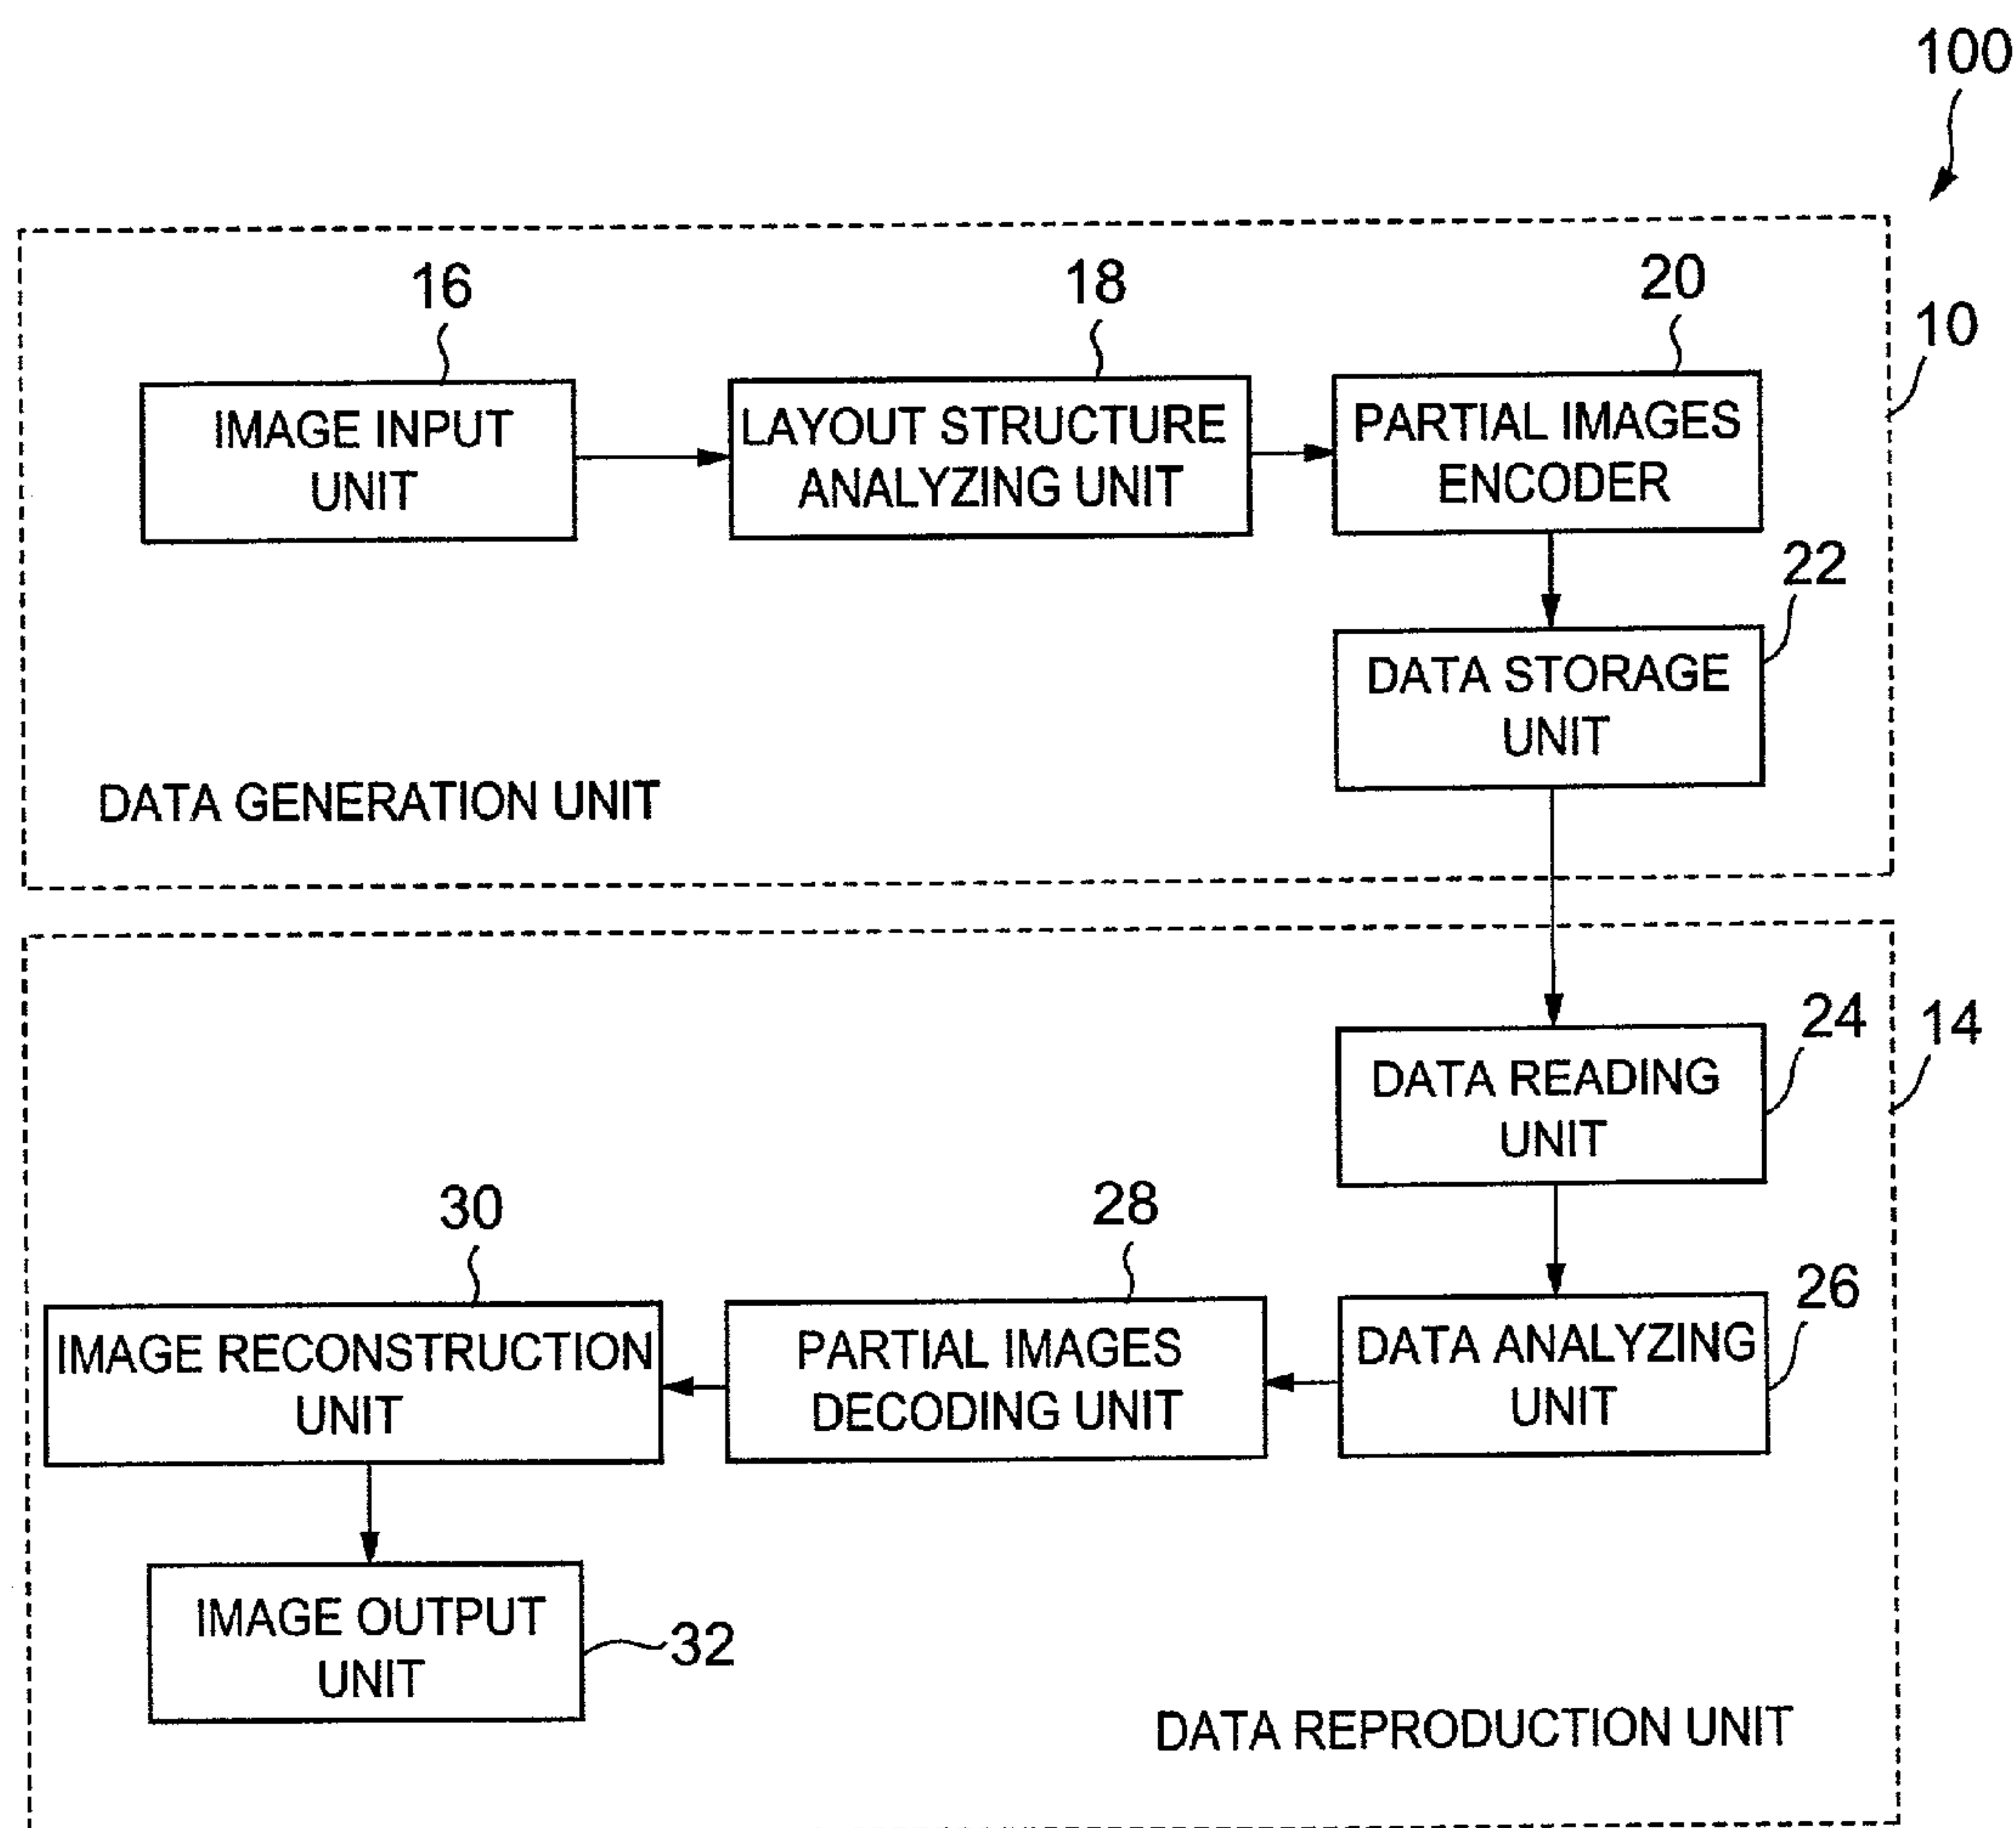 100
16
18
20
10
IMAGE INPUT
UNIT
LAYOUT STRUCTURE
ANALYZING UNIT
PARTIAL IMAGES
ENCODER
22
DATA STORAGE
UNIT
DATA GENERATION UNIT
24
14
DATA READING
UNIT
30
28
26
IMAGE RECONSTRUCTION
UNIT
PARTIAL IMAGES
DECODING UNIT
DATA ANALYZING
UNIT
IMAGE OUTPUT
UNIT
32
DATA REPRODUCTION UNIT